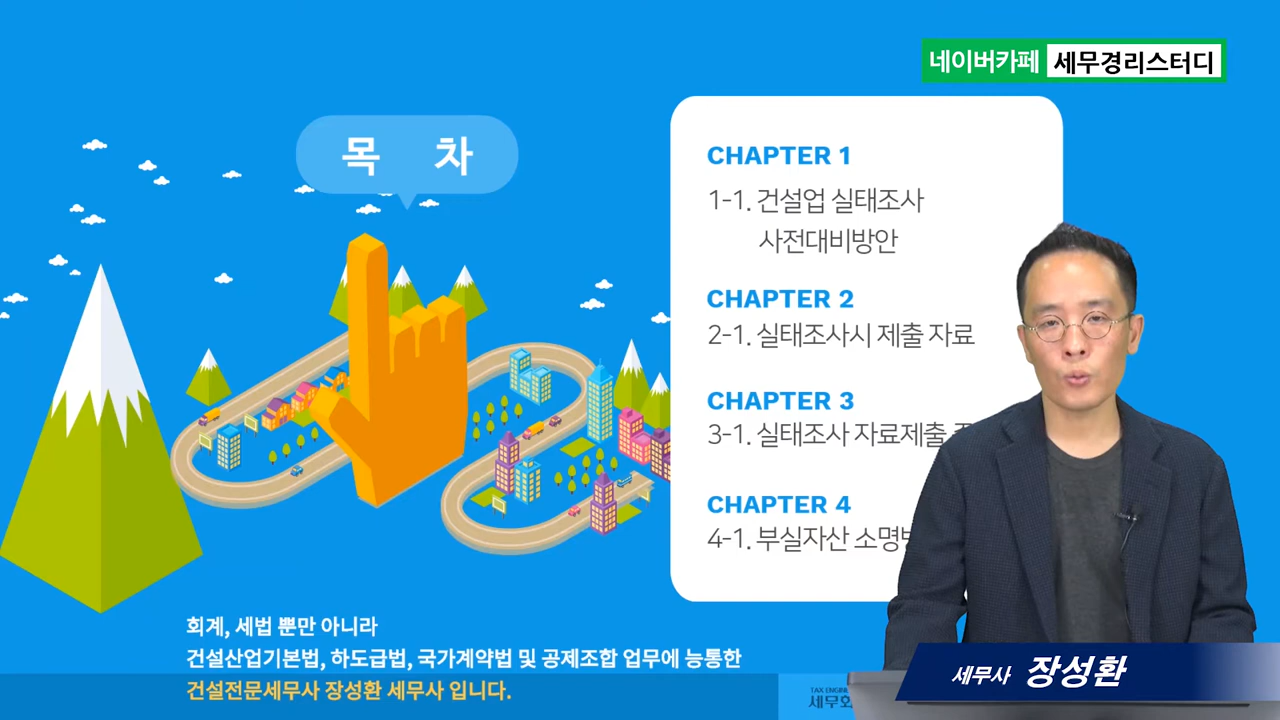 네이버카페 세무경리스터디
목 차
CHAPTER 1
1-1. 건설업 실태조사
사전대비방안
CHAPTER 2
2-1. 실태조사시 제출 자료
CHAPTER 3
3-1. 실태조사 자료제출
CHAPTER 4
4-1. 부실자산
회계, 세법 뿐만 아니라
건설산업기본법, 하도급법, 국가계약법 및 공제조합 업무에 능통한
건설전문세무사 장성환 세무사 입니다.
TAX ENGINE
세무회
세무사 장성환